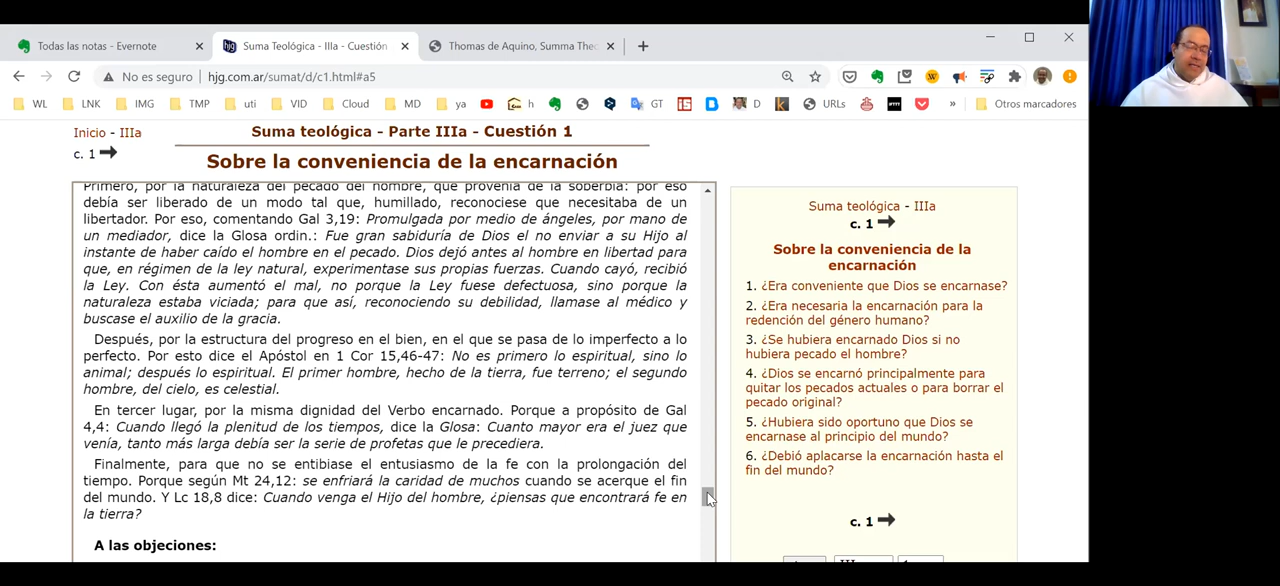 Todas las notas - Evernote
Suma Teológica - IIIa - Cuestión
Thomas de Aquino, Summa Theo
No es seguro | hjg.com.ar/sumat/d/c1.html#a5
WL LNK IMG TMP uti VID Cloud MD ya h GT D URLs Otros marcadores
Inicio - IIIa
c. 1
Suma teológica - Parte IIIa - Cuestión 1
Sobre la conveniencia de la encarnación
Primero, por la naturaleza del pecado del hombre, que provenía de la soberbia: por eso
debía ser liberado de un modo tal que, humillado, reconociese que necesitaba de un
libertador. Por eso, comentando Gal 3,19: Promulgada por medio de ángeles, por mano de
un mediador, dice la Glosa ordin.: Fue gran sabiduría de Dios el no enviar a su Hijo al
instante de haber caído el hombre en el pecado. Dios dejó antes al hombre en libertad para
que, en régimen de la ley natural, experimentase sus propias fuerzas. Cuando cayó, recibió
la Ley. Con ésta aumentó el mal, no porque la Ley fuese defectuosa, sino porque la
naturaleza estaba viciada; para que así, reconociendo su debilidad, llamase al médico y
buscase el auxilio de la gracia.
Después, por la estructura del progreso en el bien, en el que se pasa de lo imperfecto a lo
perfecto. Por esto dice el Apóstol en 1 Cor 15,46-47: No es primero lo espiritual, sino lo
animal; después lo espiritual. El primer hombre, hecho de la tierra, fue terreno; el segundo
hombre, del cielo, es celestial.
En tercer lugar, por la misma dignidad del Verbo encarnado. Porque a propósito de Gal
4,4: Cuando llegó la plenitud de los tiempos, dice la Glosa: Cuanto mayor era el juez que
venía, tanto más larga debía ser la serie de profetas que le precediera.
Finalmente, para que no se entibiase el entusiasmo de la fe con la prolongación del
tiempo. Porque según Mt 24,12: se enfriará la caridad de muchos cuando se acerque el fin
del mundo. Y Lc 18,8 dice: Cuando venga el Hijo del hombre, ¿piensas que encontrará fe en
la tierra?
A las objeciones:
Suma teológica - IIIa
c. 1
Sobre la conveniencia de la
encarnación
1. ¿Era conveniente que Dios se encarnase?
2. ¿Era necesaria la encarnación para la
redención del género humano?
3. ¿Se hubiera encarnado Dios si no
hubiera pecado el hombre?
4. ¿Dios se encarnó principalmente para
quitar los pecados actuales o para borrar el
pecado original?
5. ¿Hubiera sido oportuno que Dios se
encarnase al principio del mundo?
6. ¿Debió aplacarse la encarnación hasta el
fin del mundo?
c. 1